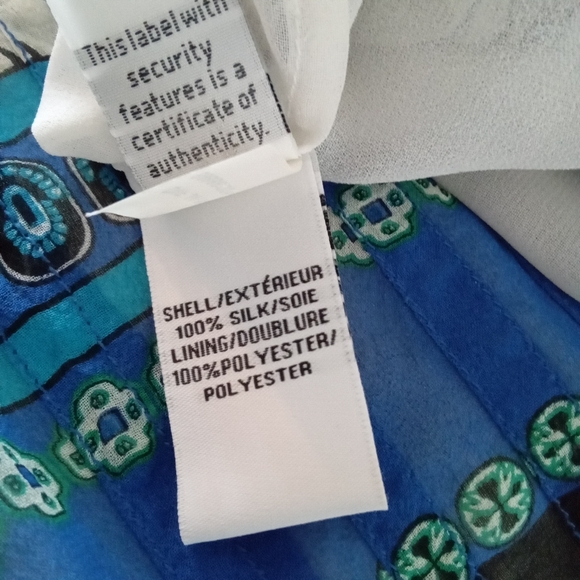 This label with
security
features is a
certificate of
authenticity.
SHELL/EXTÉRIEUR
100% SILK/SOIE
LINING/DOUBLURE
100%POLYESTER/
POLYESTER